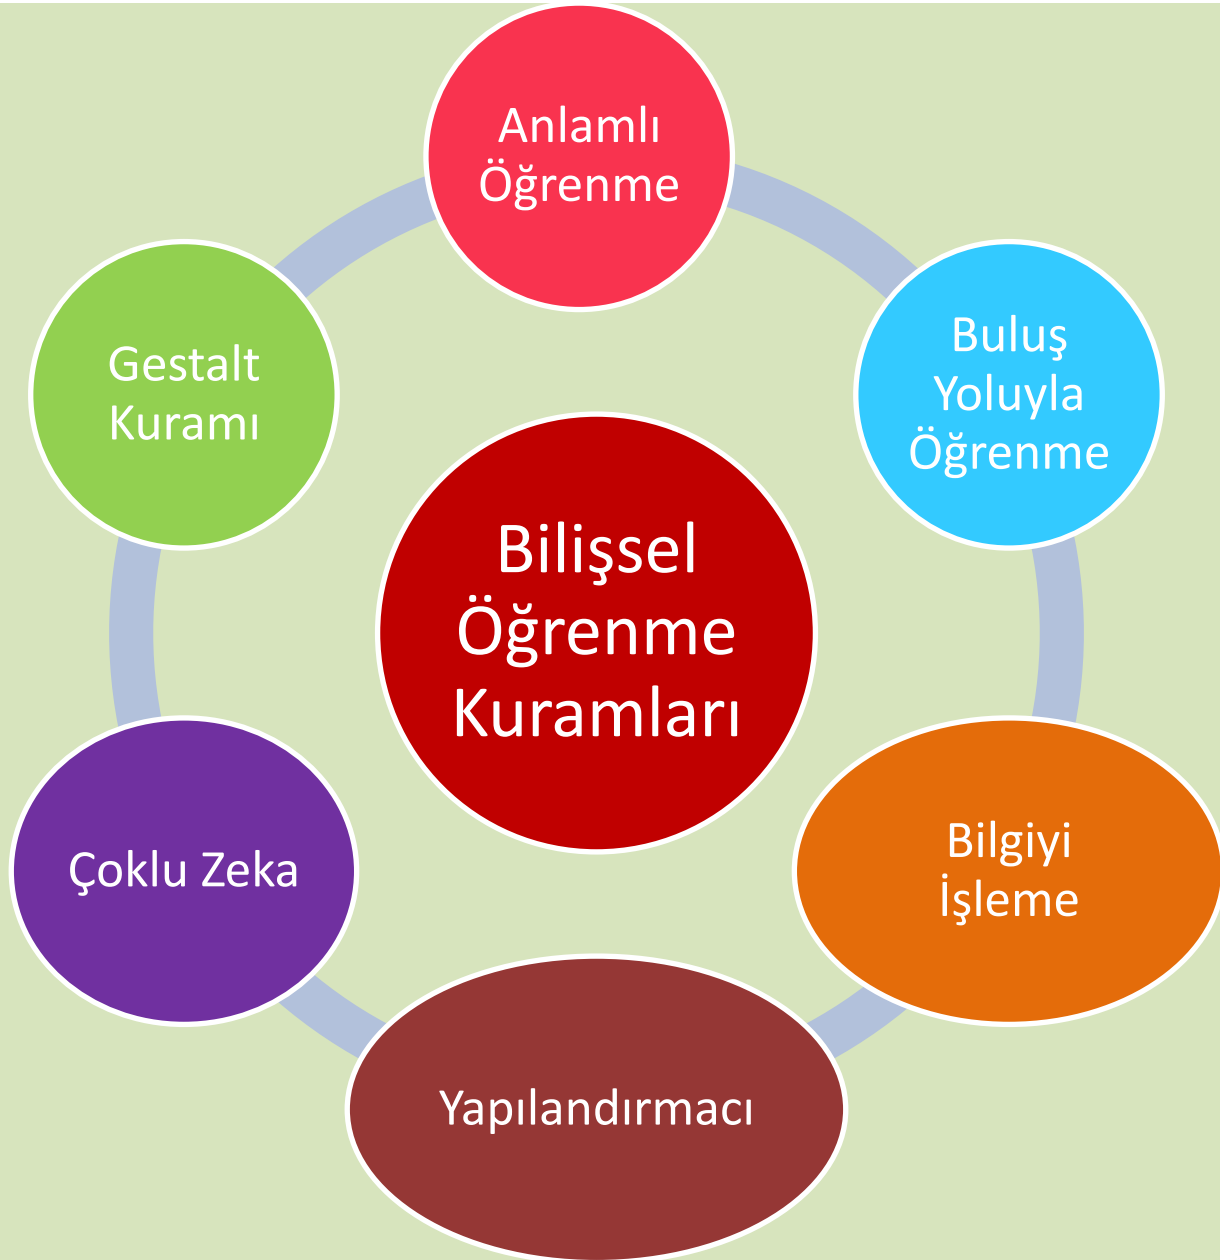 Anlamlı
Öğrenme
Buluş
Yoluyla
Öğrenme
Bilgiyi
İşleme
Yapılandırmacı
Çoklu Zeka
Gestalt
Kuramı
Bilişsel
Öğrenme
Kuramları